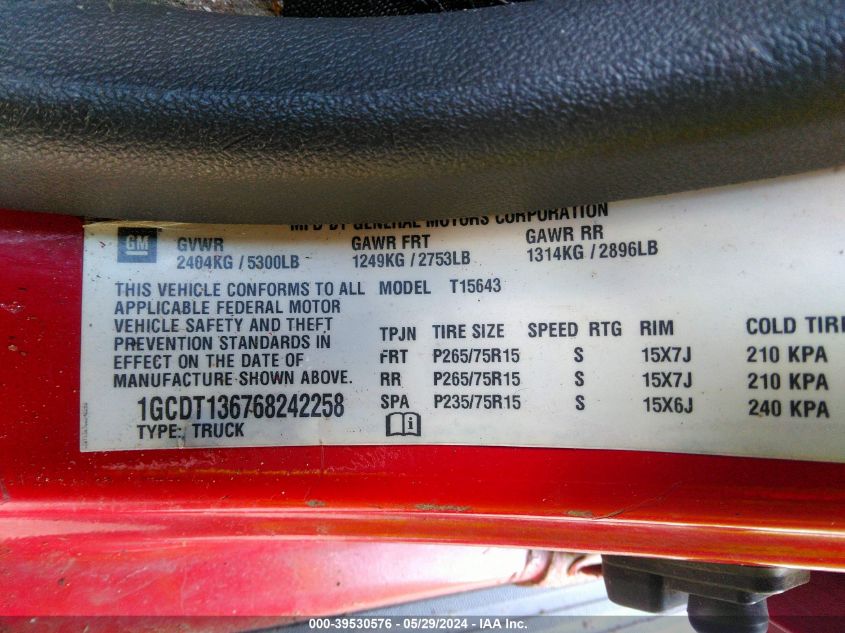 MFD BY GENERAL MOTORS CORPORATION
GM
GVWR GAWR FRT GAWR RR
2404KG / 5300LB 1249KG / 2753LB 1314KG / 2896LB
THIS VEHICLE CONFORMS TO ALL MODEL T15643
APPLICABLE FEDERAL MOTOR
VEHICLE SAFETY AND THEFT
PREVENTION STANDARDS IN
EFFECT ON THE DATE OF
MANUFACTURE SHOWN ABOVE.
1GCDT136768242258
TYPE: TRUCK
TPJN TIRE SIZE SPEED RTG RIM COLD TIRE
FRT P265/75R15 S 15X7J 210 KPA
RR P265/75R15 S 15X7J 210 KPA
SPA P235/75R15 S 15X6J 240 KPA
000-39530576 - 05/29/2024 - IAA Inc.